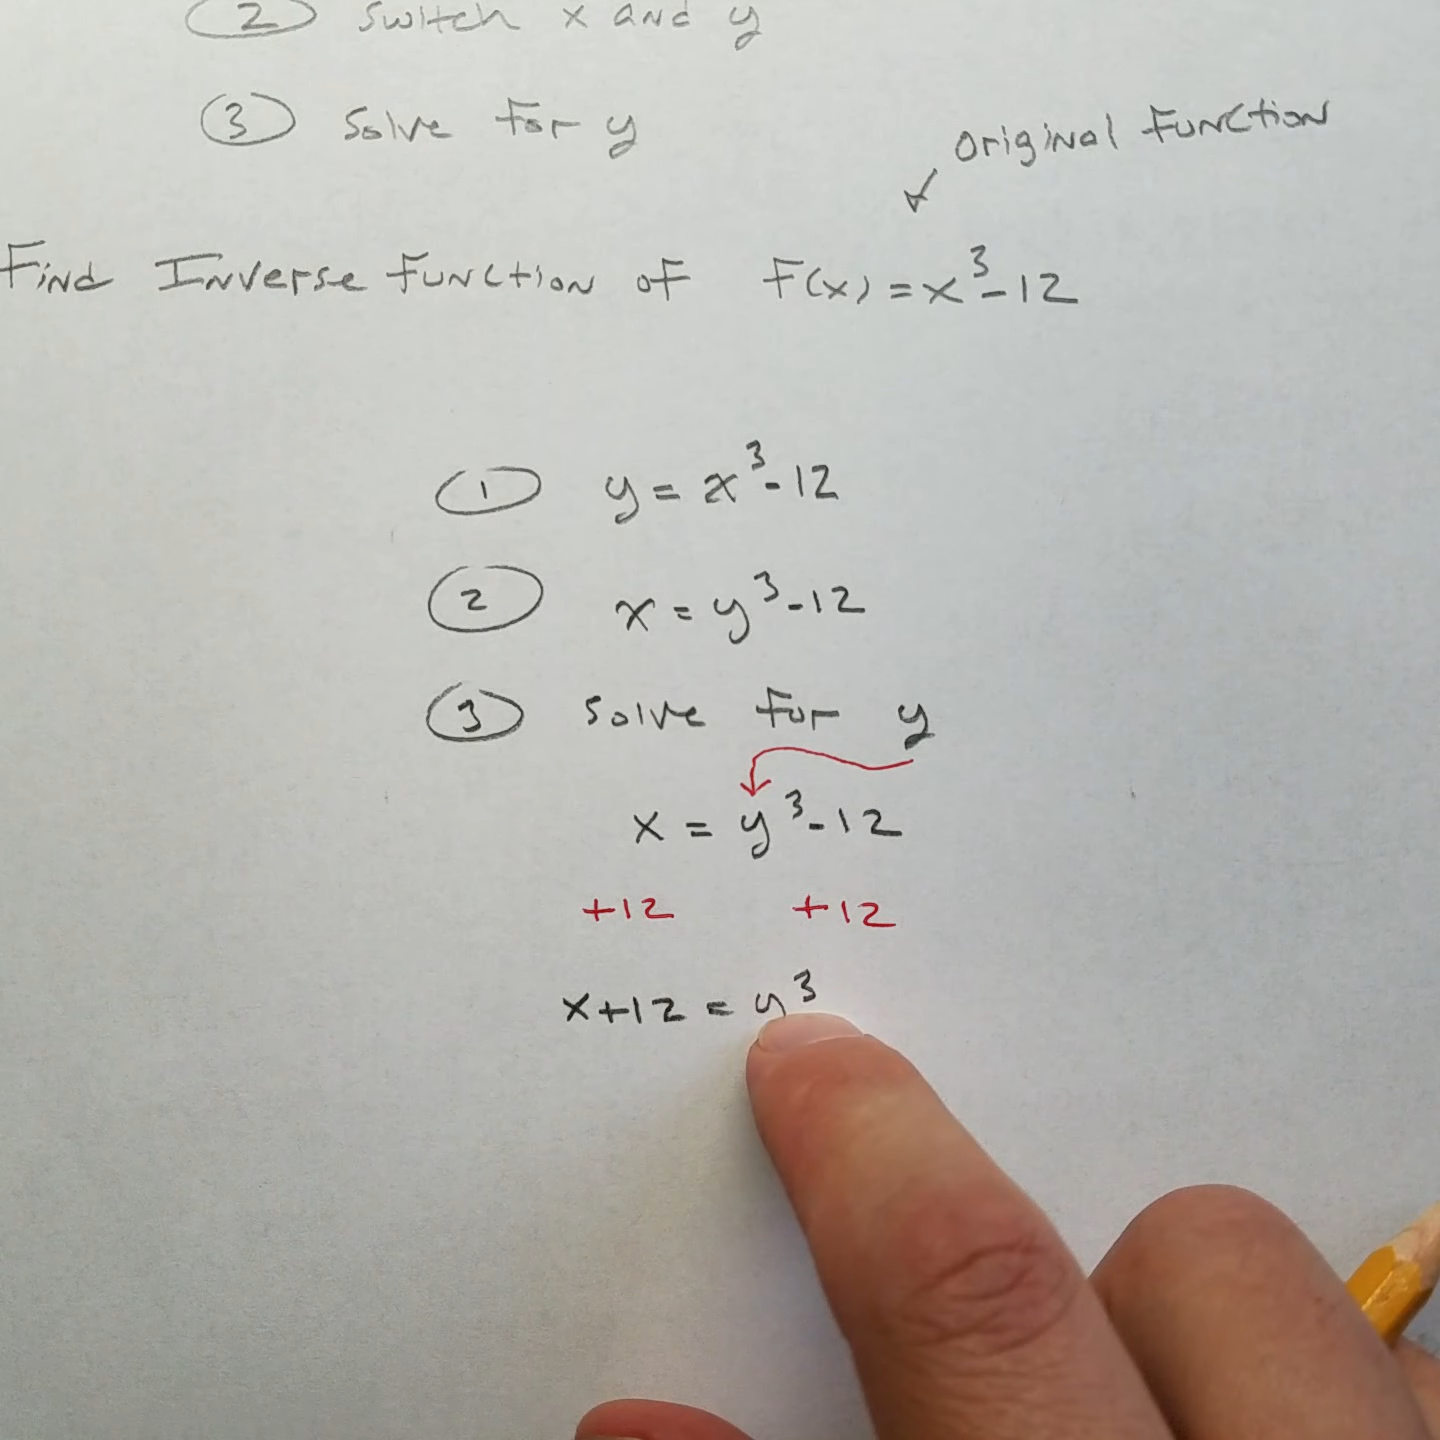 ② Switch x and y
③ Solve for y
Original Function
Find Inverse Function of F(x) = x³-12
① y = x³-12
② x = y³-12
③ Solve for y
x = y³-12
+12 +12
x+12 = y³